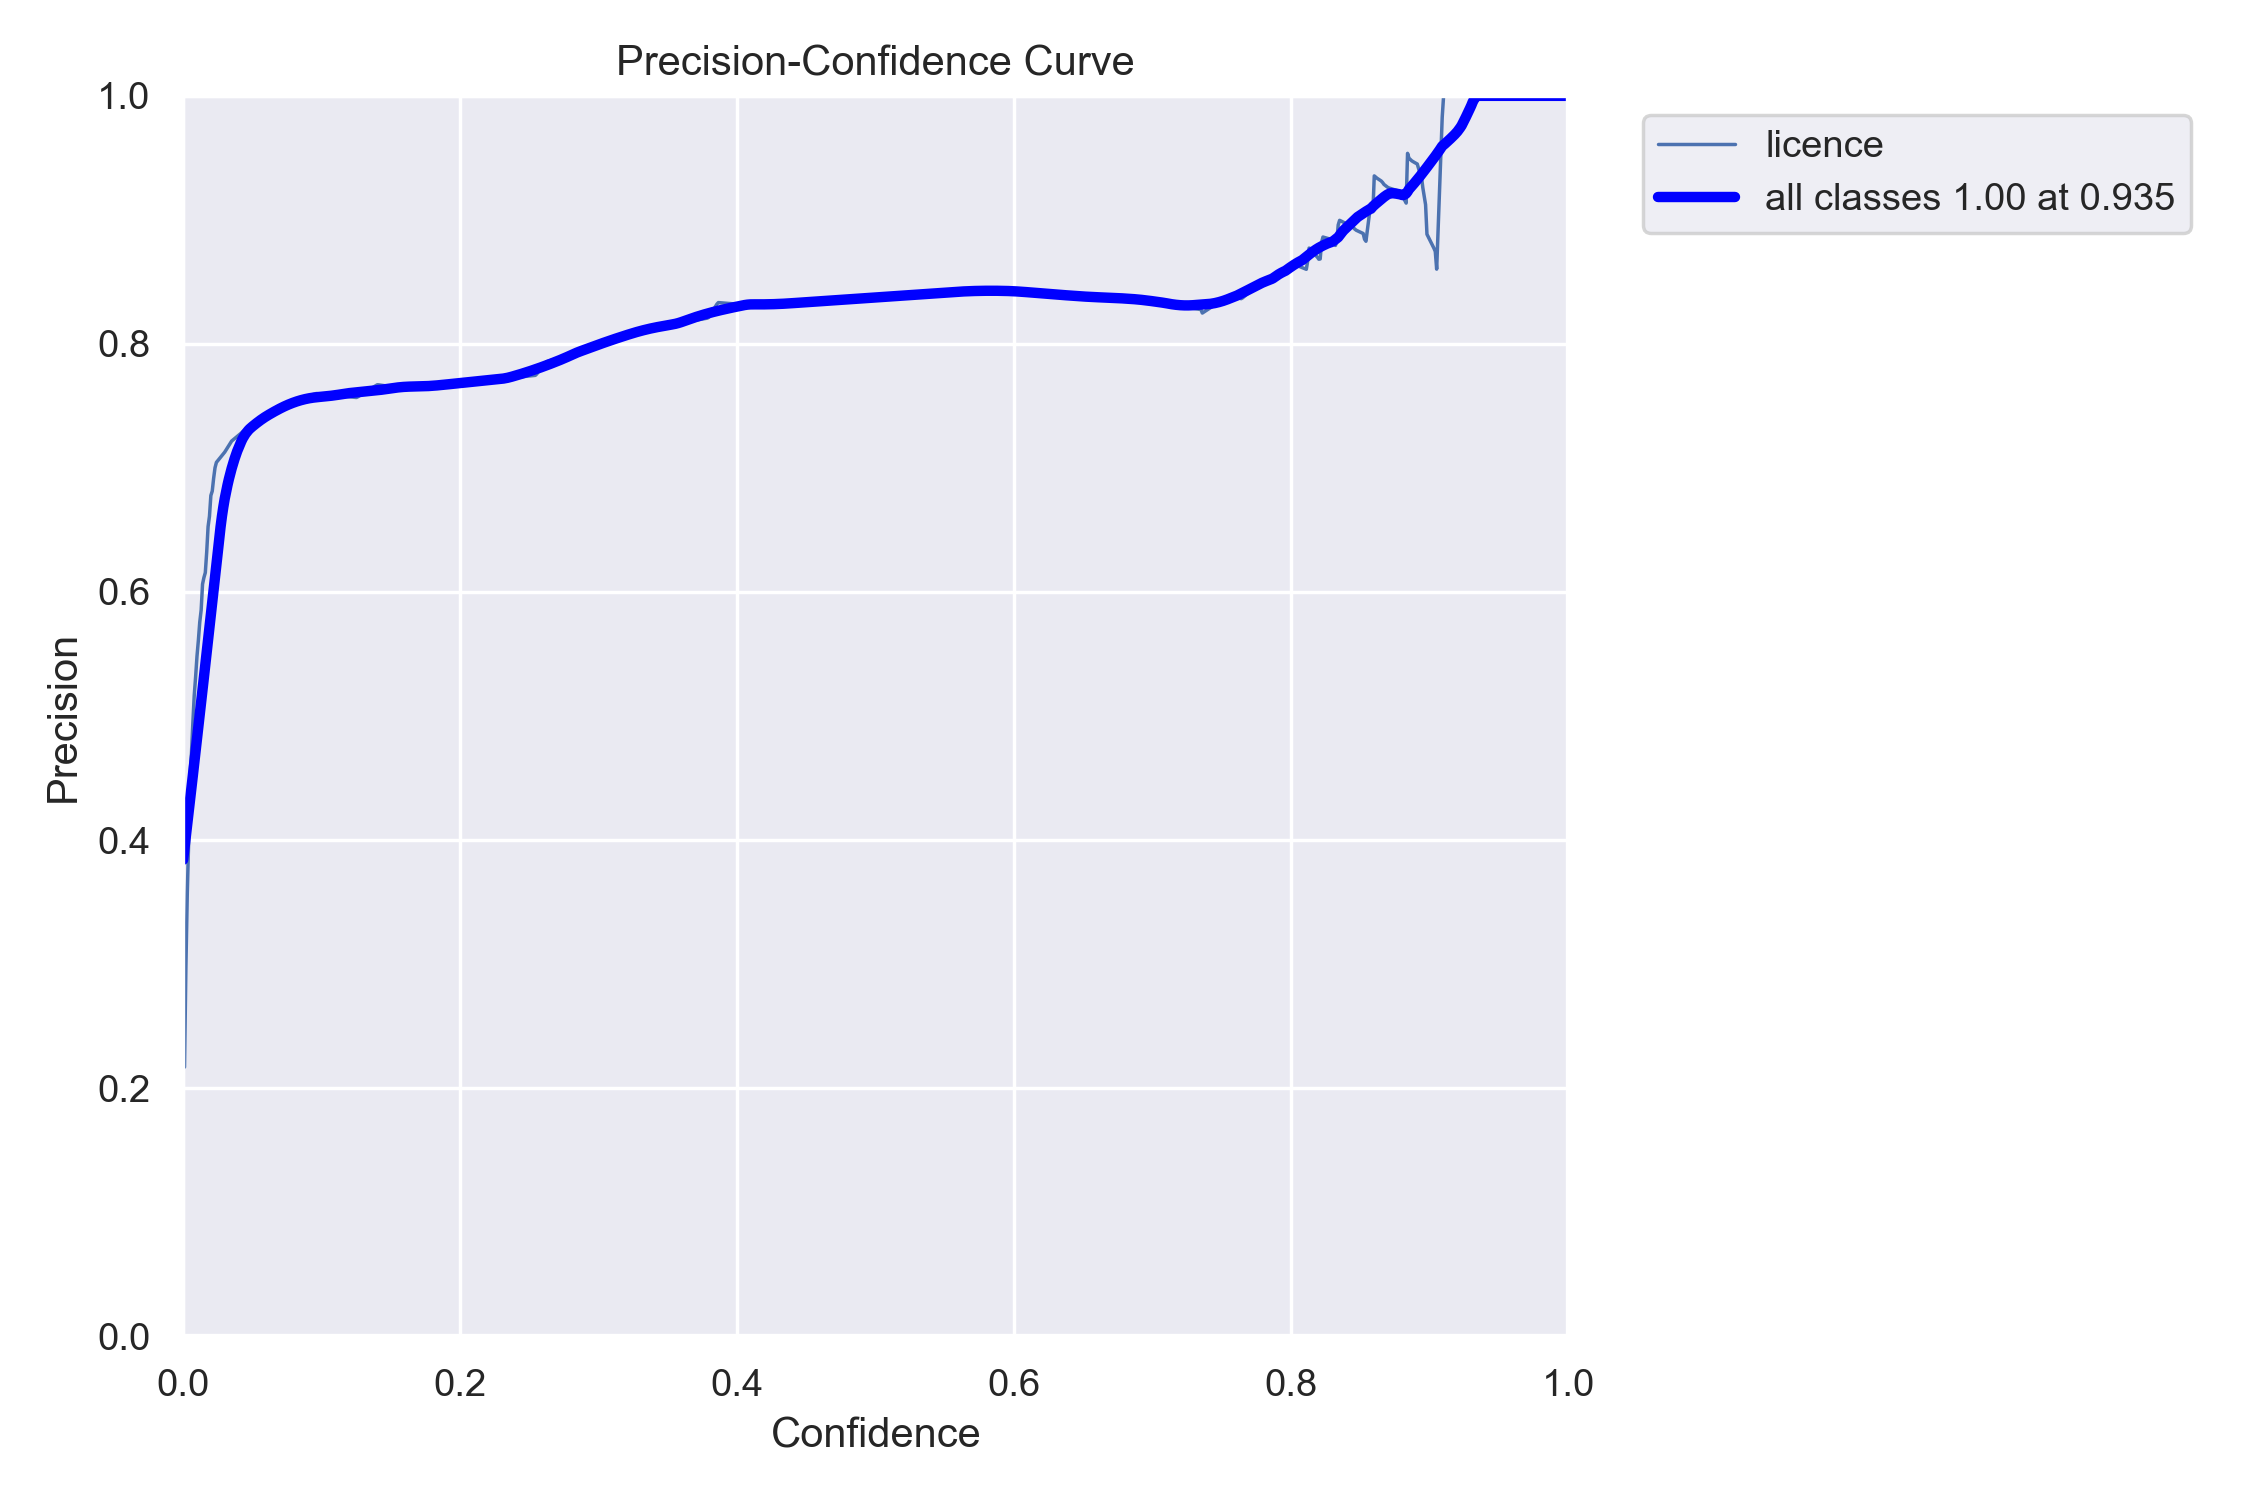 Precision-Confidence Curve
1.0
0.8
0.6
0.4
0.2
0.0
Precision
0.0 0.2 0.4 0.6 0.8 1.0
Confidence
licence
all classes 1.00 at 0.935